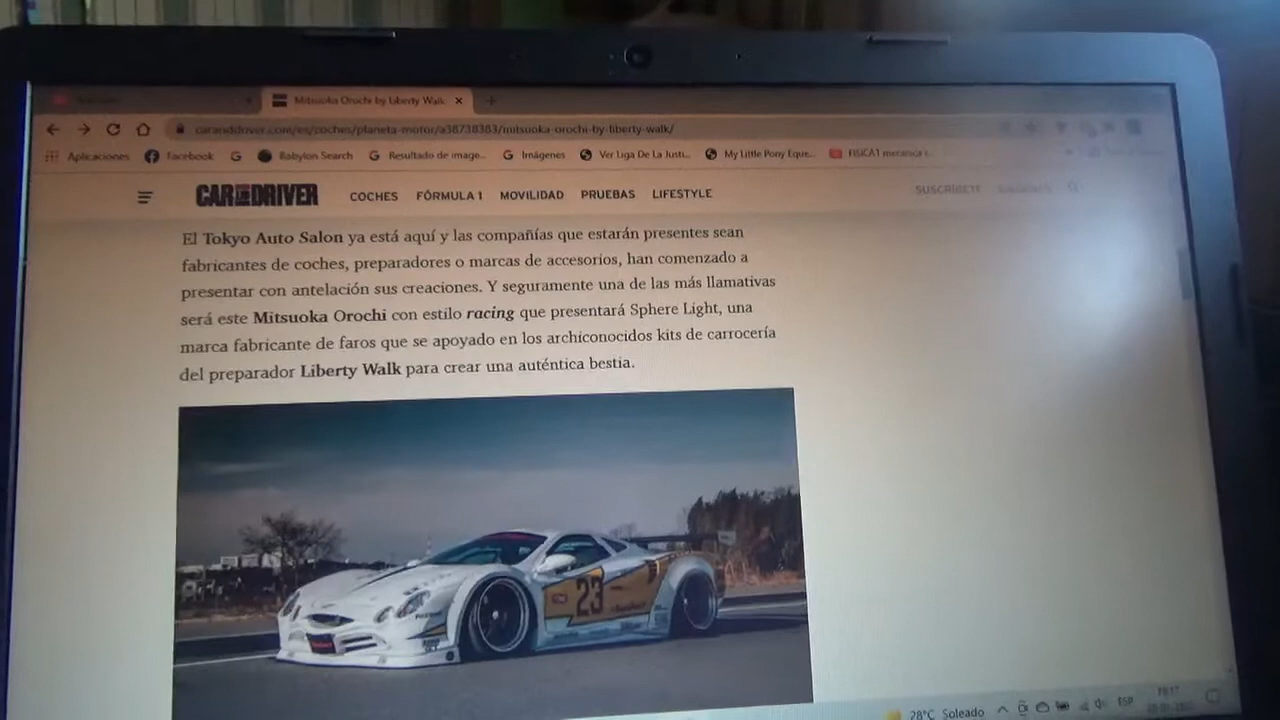 Mitsuoka Orochi by Liberty Walk
caranddriver.com/es/coches/planeta-motor/a38738383/mitsuoka-orochi-by-liberty-walk/
Aplicaciones Facebook G Babylon Search Resultado de image... Imágenes Ver Liga De La Justi... My Little Pony Eque... FISICA1 mecanica
CAR AND DRIVER COCHES FÓRMULA 1 MOVILIDAD PRUEBAS LIFESTYLE SUSCRÍBETE
El Tokyo Auto Salon ya está aquí y las compañías que estarán presentes sean
fabricantes de coches, preparadores o marcas de accesorios, han comenzado a
presentar con antelación sus creaciones. Y seguramente una de las más llamativas
será este Mitsuoka Orochi con estilo racing que presentará Sphere Light, una
marca fabricante de faros que se apoyado en los archiconocidos kits de carrocería
del preparador Liberty Walk para crear una auténtica bestia.
23
28°C Soleado ESP